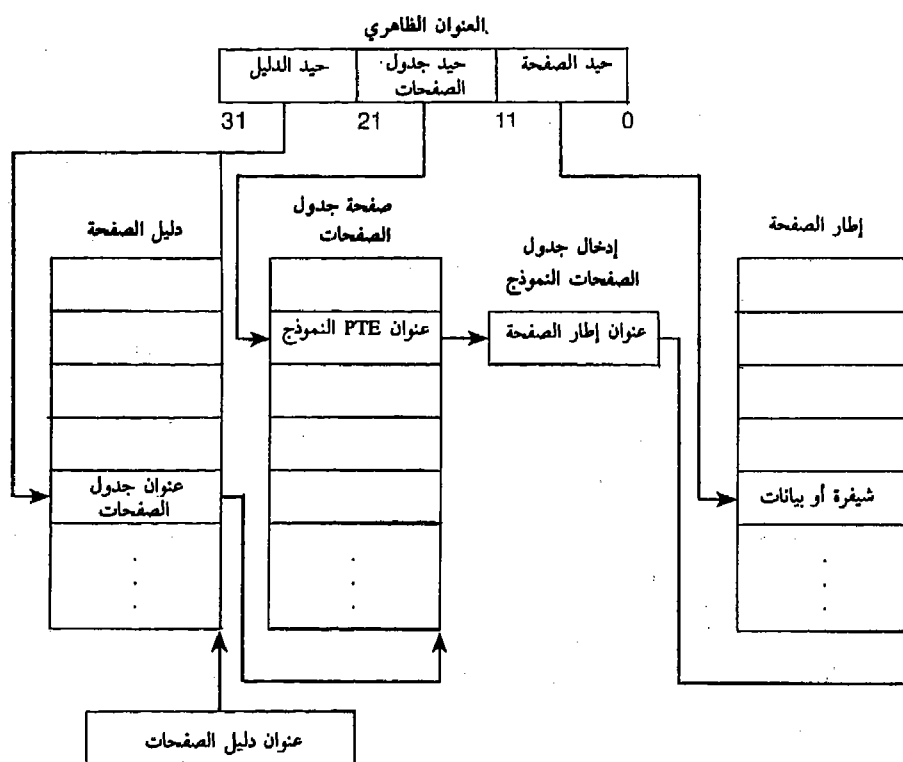 العنوان الظاهري
حيد الدليل
حيد جدول
الصفحات
حيد الصفحة
31
21
11
0
دليل الصفحة
صفحة جدول
الصفحات
إدخال جدول
الصفحات النموذج
إطار الصفحة
عنوان PTE النموذج
عنوان إطار الصفحة
عنوان جدول
الصفحات
شيفرة أو بيانات
عنوان دليل الصفحات